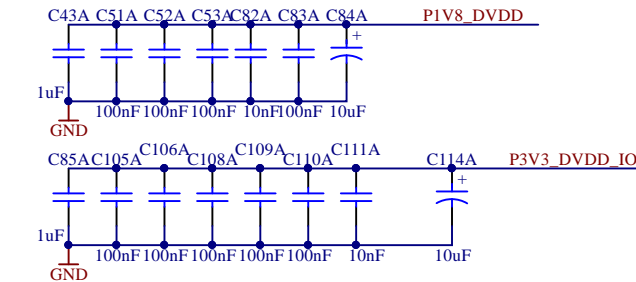 C43A C51A C52A C53A C82A C83A C84A P1V8_DVDD
+
1uF 100nF 100nF 100nF 10nF 100nF 10uF
GND
C106A C109A C111A
C85A C105A C108A C110A C114A P3V3_DVDD_IO
+
1uF 100nF 100nF 100nF 100nF 100nF 10nF 10uF
GND